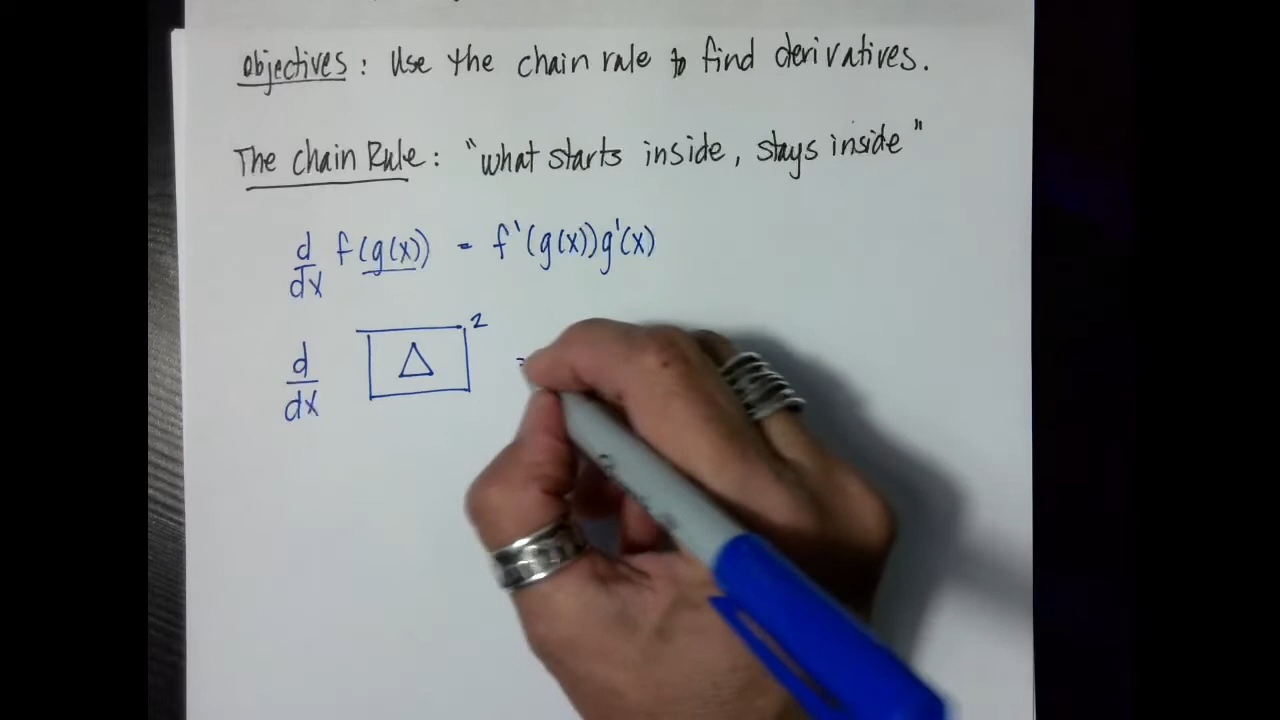 objectives: Use the chain rule to find derivatives.
The chain Rule: "what starts inside, stays inside"
d/dx f(g(x)) = f'(g(x))g'(x)
d/dx △ 2 =